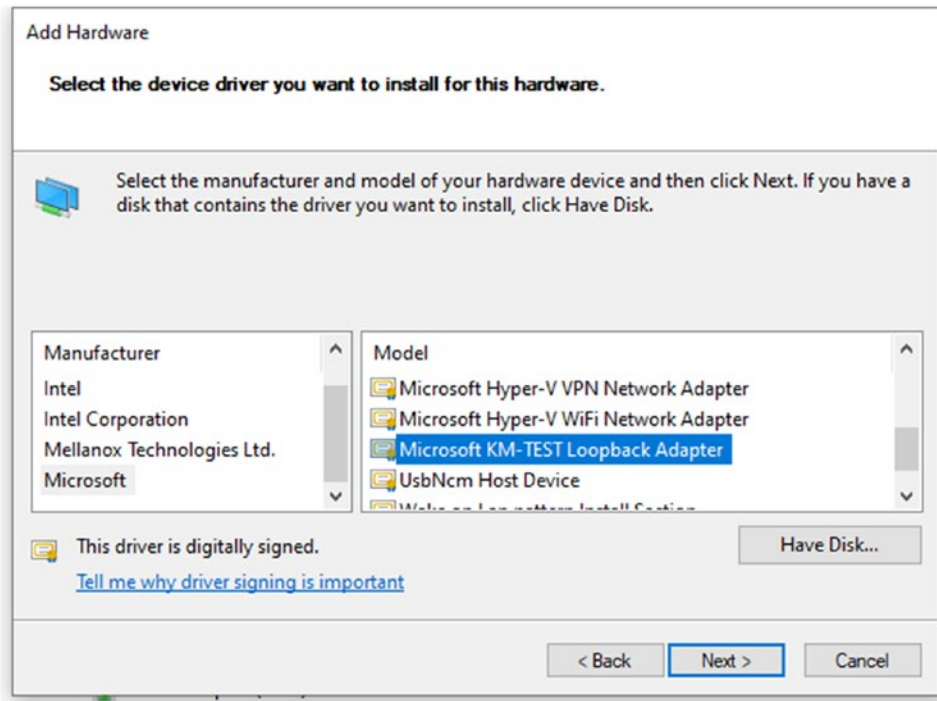 Add Hardware
Select the device driver you want to install for this hardware.
Select the manufacturer and model of your hardware device and then click Next. If you have a
disk that contains the driver you want to install, click Have Disk.
Manufacturer
Intel
Intel Corporation
Mellanox Technologies Ltd.
Microsoft
Model
Microsoft Hyper-V VPN Network Adapter
Microsoft Hyper-V WiFi Network Adapter
Microsoft KM-TEST Loopback Adapter
UsbNcm Host Device
This driver is digitally signed.
Have Disk...
Tell me why driver signing is important
< Back
Next >
Cancel